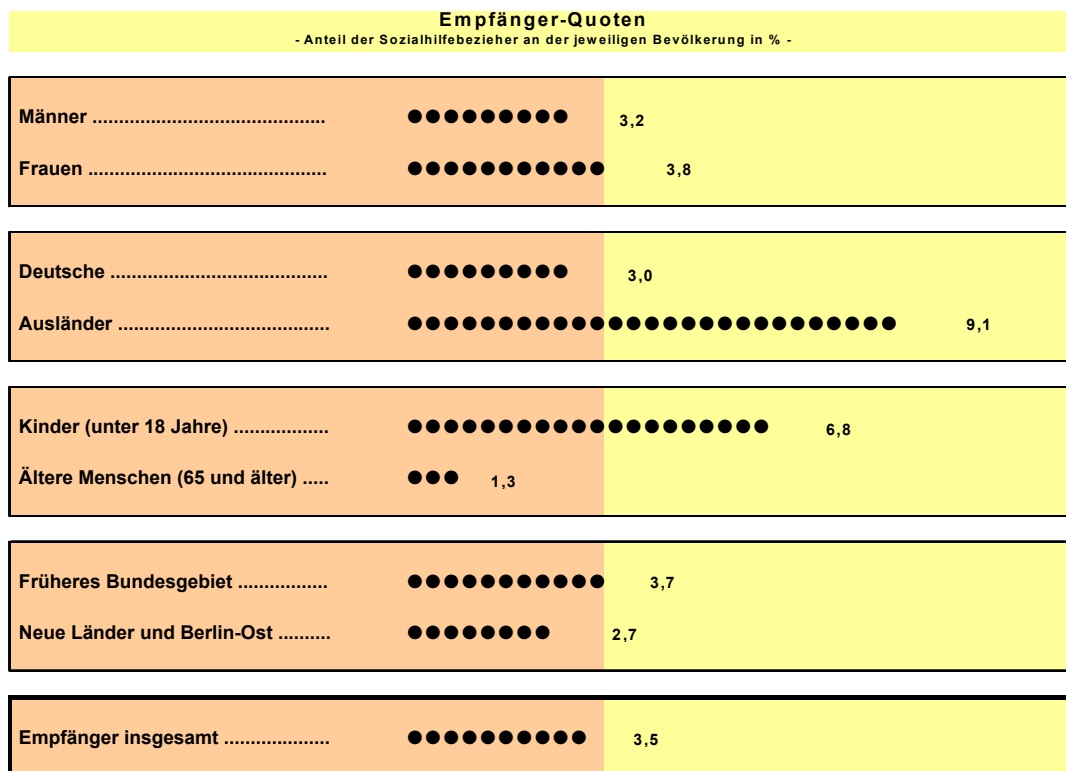 Empfänger-Quoten
- Anteil der Sozialhilfebezieher an der jeweiligen Bevölkerung in % -
Männer ............................................ ●●●●●●●●● 3,2
Frauen ............................................. ●●●●●●●●●●● 3,8
Deutsche ......................................... ●●●●●●●●● 3,0
Ausländer ........................................ ●●●●●●●●●●●●●●●●●●●●●●●●●●● 9,1
Kinder (unter 18 Jahre) .................. ●●●●●●●●●●●●●●●●●●●● 6,8
Ältere Menschen (65 und älter) ..... ●●● 1,3
Früheres Bundesgebiet ................. ●●●●●●●●●●● 3,7
Neue Länder und Berlin-Ost .......... ●●●●●●●● 2,7
Empfänger insgesamt .................... ●●●●●●●●●● 3,5